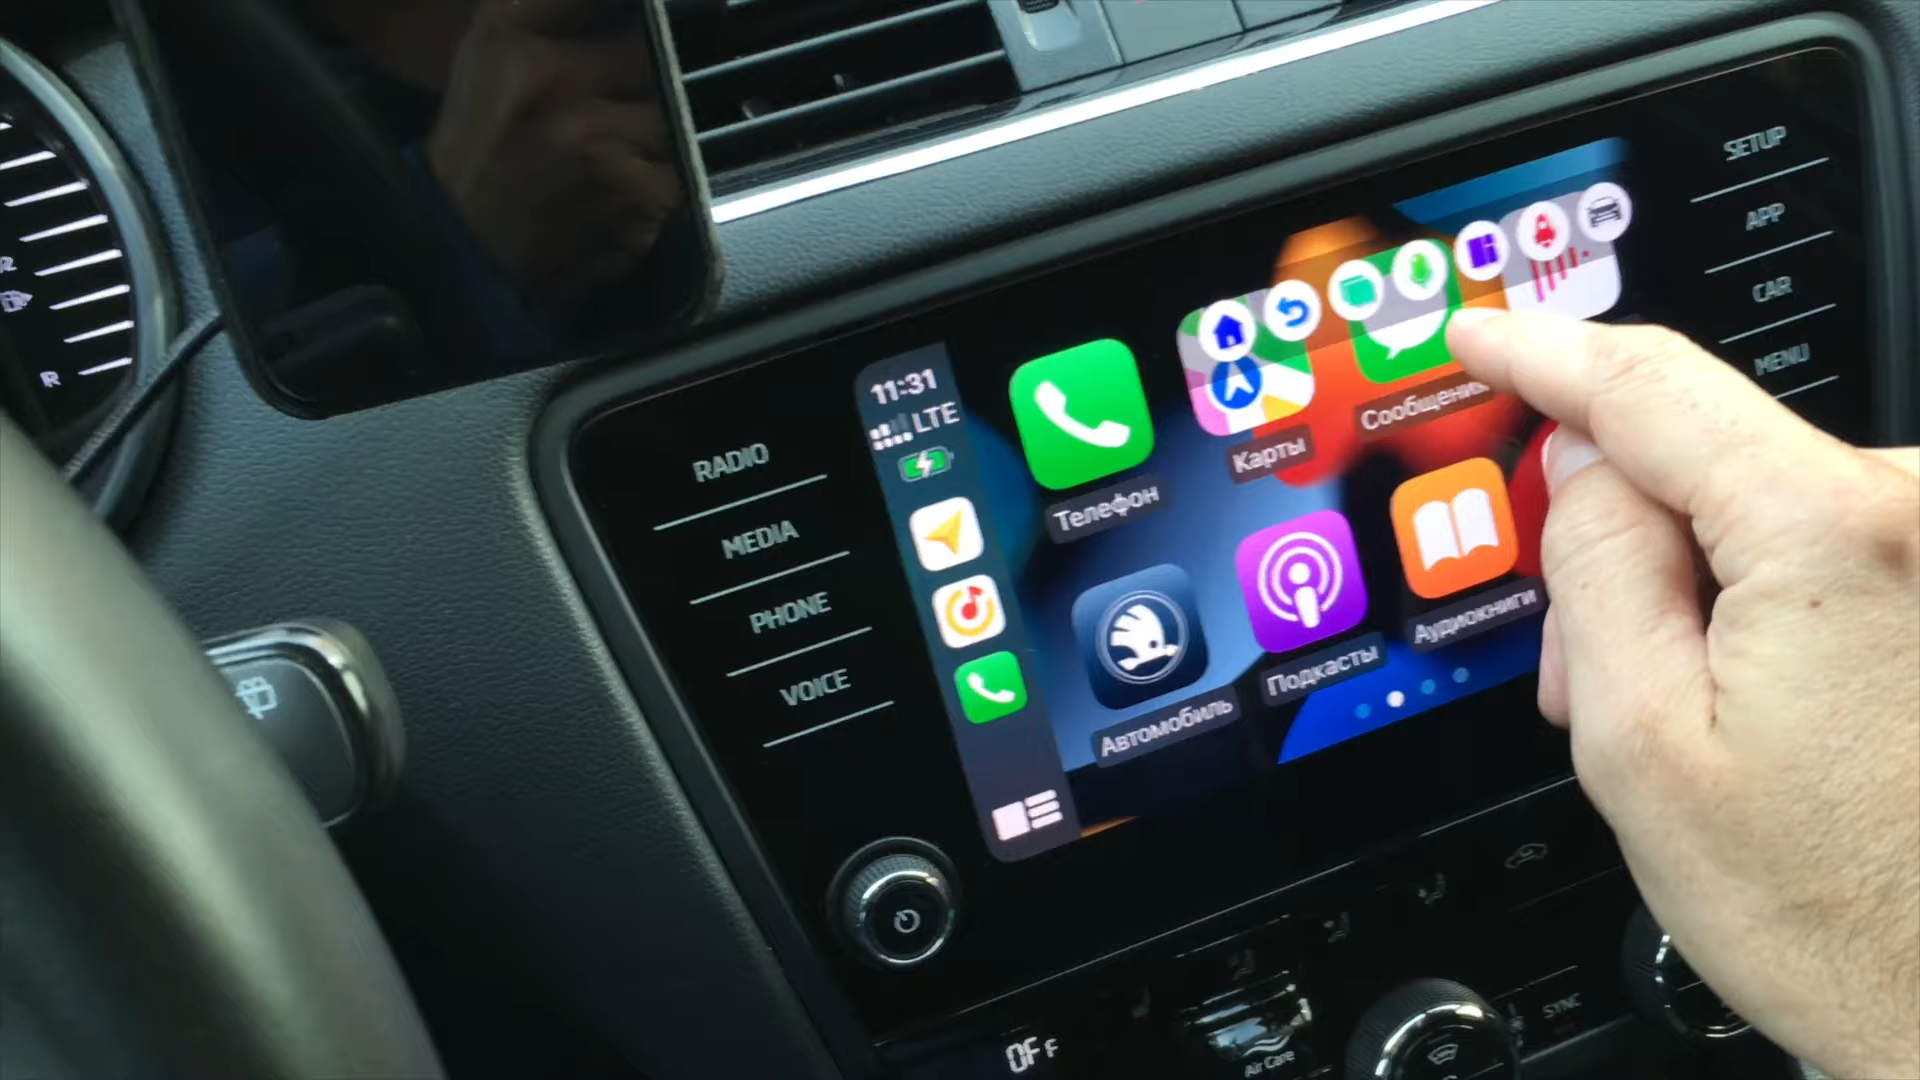 SETUP
APP
CAR
MENU
RADIO
MEDIA
PHONE
VOICE
11:31
LTE
Телефон
Карты
Сообщения
Автомобиль
Подкасты
Аудиокниги
R
OFF
Air Care
SYNC